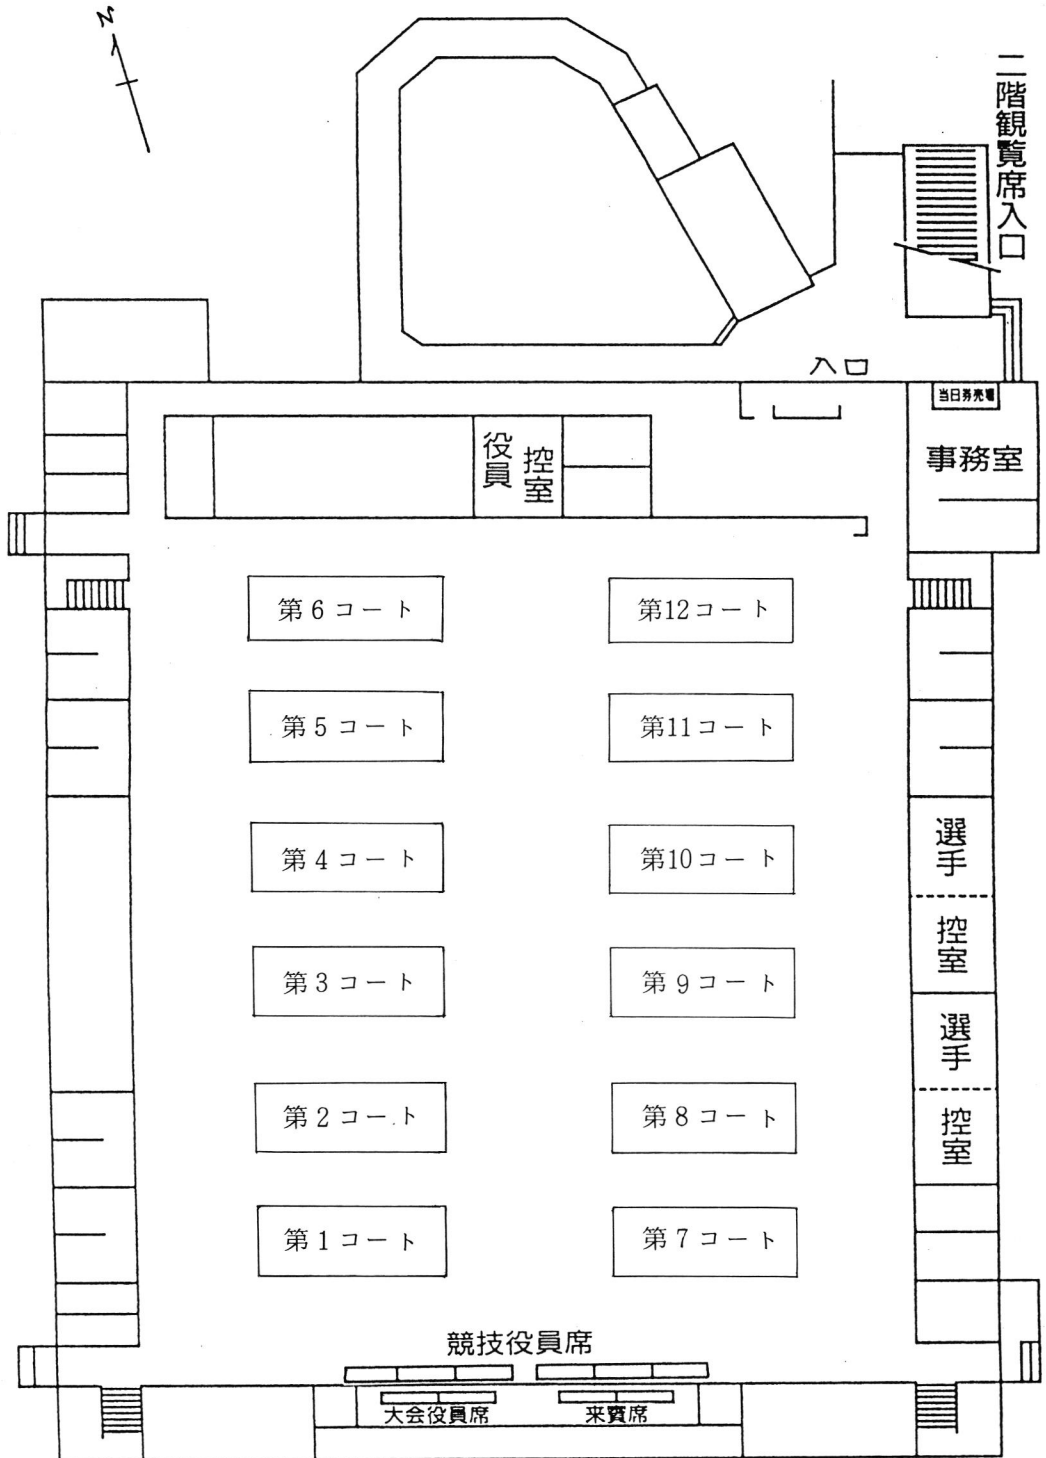 N
二階観覧席入口
入口
当日券売場
事務室
役員
控室
第6コート
第12コート
第5コート
第11コート
第4コート
第10コート
第3コート
第9コート
第2コート
第8コート
第1コート
第7コート
選手
控室
選手
控室
競技役員席
大会役員席
来賓席